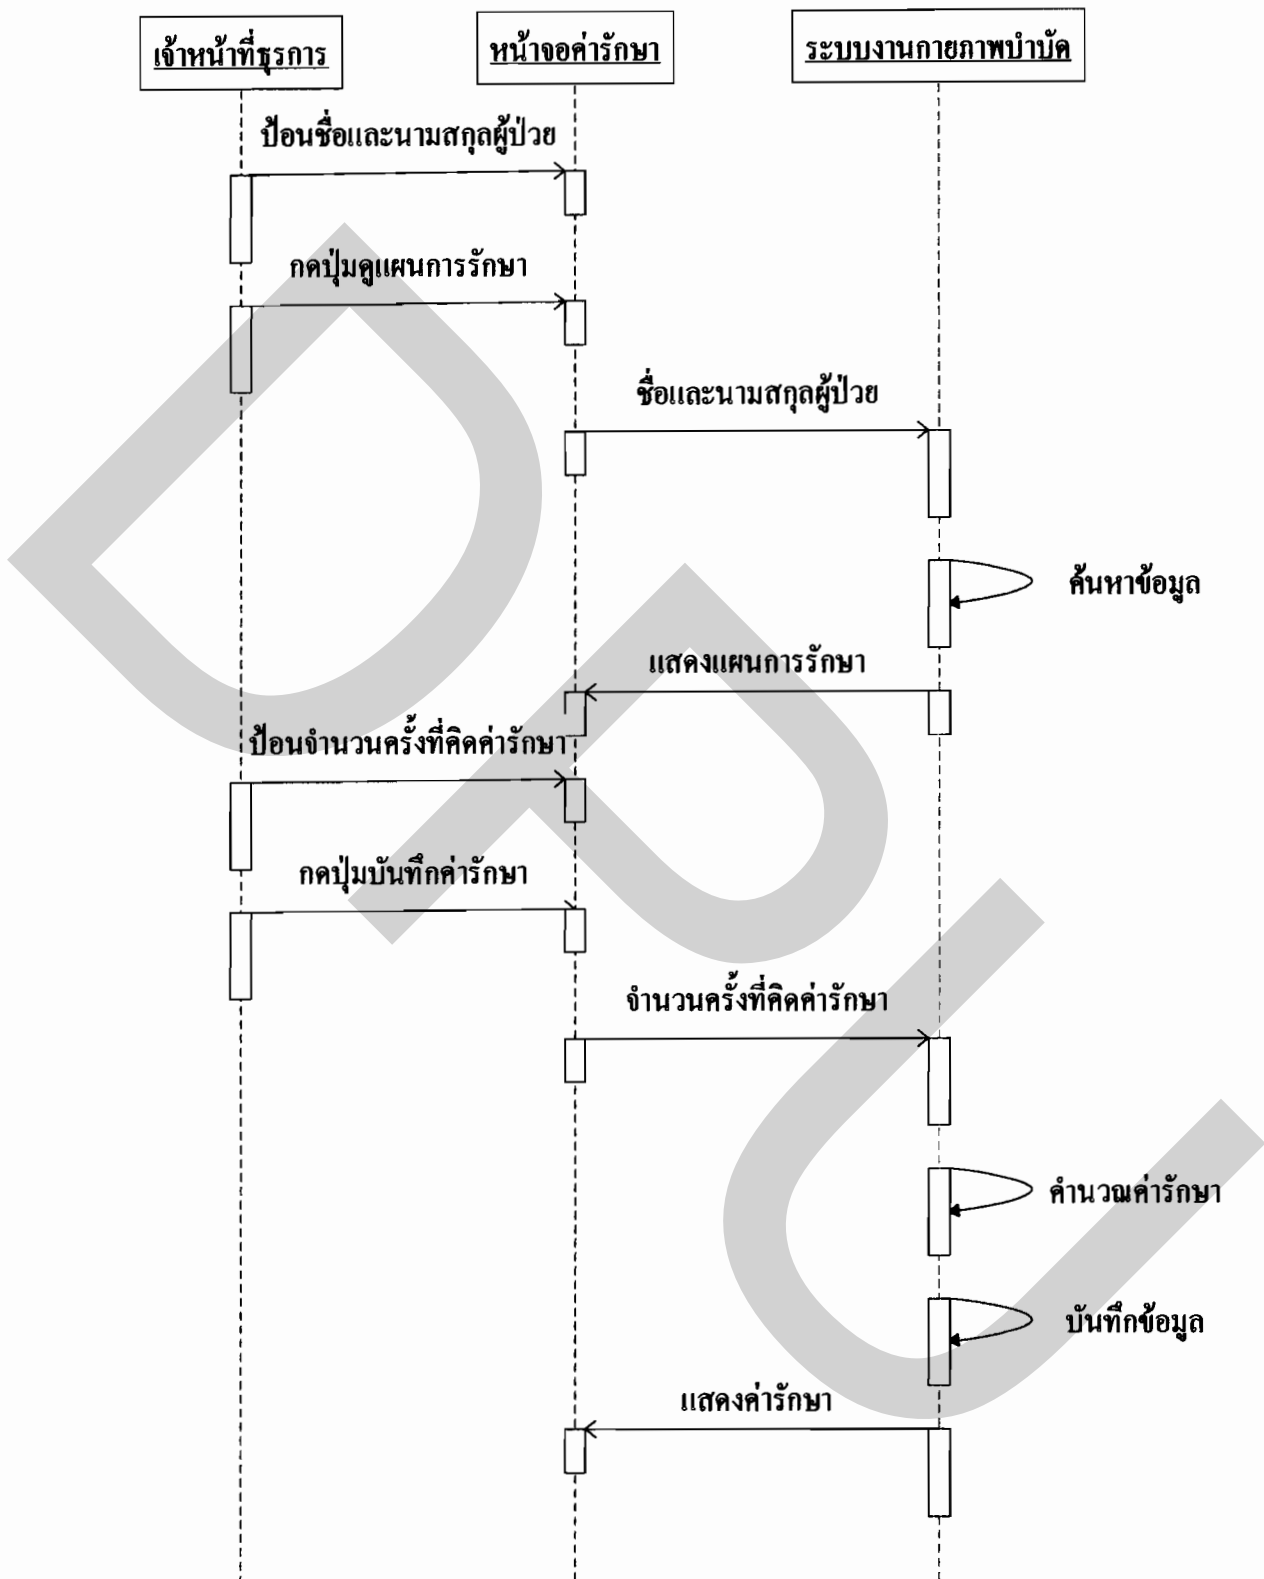 เจ้าหน้าที่ธุรการ
หน้าจอค่ารักษา
ระบบงานกายภาพบำบัด
ป้อนชื่อและนามสกุลผู้ป่วย
กดปุ่มดูแผนการรักษา
ชื่อและนามสกุลผู้ป่วย
ค้นหาข้อมูล
แสดงแผนการรักษา
ป้อนจำนวนครั้งที่คิดค่ารักษา
กดปุ่มบันทึกค่ารักษา
จำนวนครั้งที่คิดค่ารักษา
คำนวณค่ารักษา
บันทึกข้อมูล
แสดงค่ารักษา
DPU